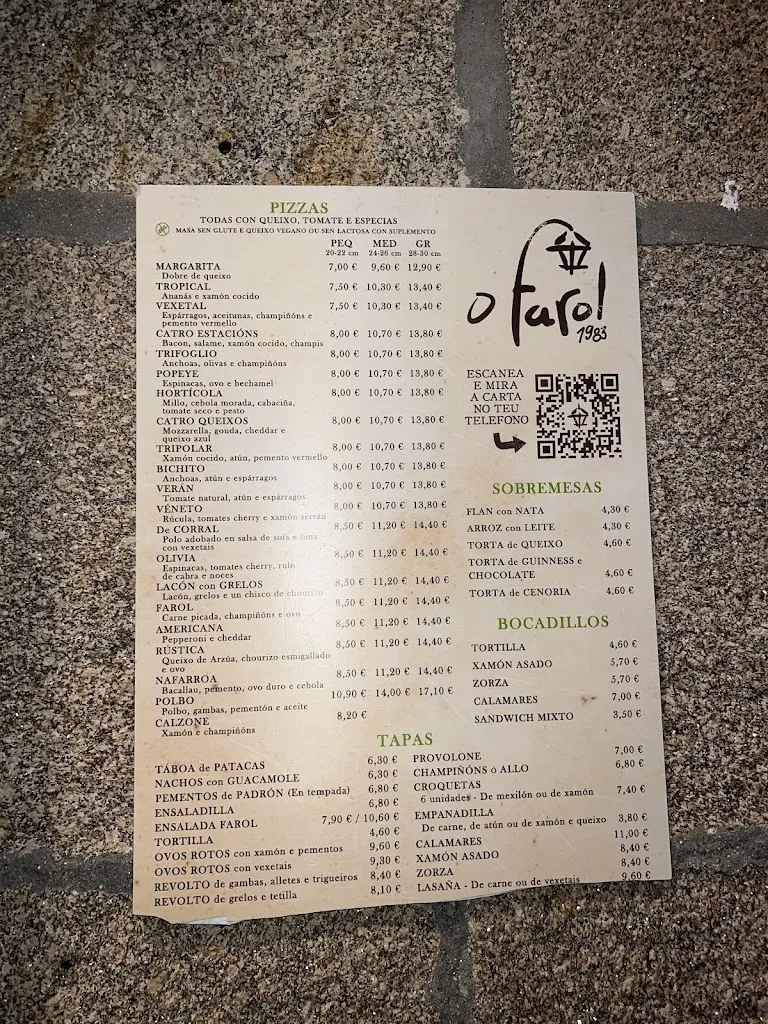 PIZZAS
TODAS CON QUEIXO, TOMATE E ESPECIAS
MASA SEN GLUTE E QUEIXO VEGANO OU SEN LACTOSA CON SUPLEMENTO
PEQ MED GR
20-22 cm 24-26 cm 28-30 cm
MARGARITA 7,00 € 9,60 € 12,90 €
Dobre de queixo
TROPICAL 7,50 € 10,30 € 13,40 €
Ananás e xamón cocido
VEXETAL 7,50 € 10,30 € 13,40 €
Espárragos, aceitunas, champiñóns e
pemento vermello
CATRO ESTACIÓNS 8,00 € 10,70 € 13,80 €
Bacon, salame, xamón cocido, champis
TRIFOGLIO 8,00 € 10,70 € 13,80 €
Anchoas, olivas e champiñóns
POPEYE 8,00 € 10,70 € 13,80 €
Espinacas, ovo e bechamel
HORTÍCOLA 8,00 € 10,70 € 13,80 €
Millo, cebola morada, cabaciña,
tomate seco e pesto
CATRO QUEIXOS 8,00 € 10,70 € 13,80 €
Mozzarella, gouda, cheddar e
queixo azul
TRIPOLAR 8,00 € 10,70 € 13,80 €
Xamón cocido, atún, pemento vermello
BICHITO 8,00 € 10,70 € 13,80 €
Anchoas, atún e espárragos
VERÁN 8,00 € 10,70 € 13,80 €
Tomate natural, atún e espárragos
VÉNETO 8,00 € 10,70 € 13,80 €
Rúcula, tomates cherry e xamón serrán
De CORRAL 8,50 € 11,20 € 14,40 €
Polo adobado en salsa de soia e lima
con vexetais
OLIVIA 8,50 € 11,20 € 14,40 €
Espinacas, tomates cherry, rulo
de cabra e noces
LACÓN con GRELOS 8,50 € 11,20 € 14,40 €
Lacón, grelos e un chisco de chourizo
FAROL 8,50 € 11,20 € 14,40 €
Carne picada, champiñóns e ovo
AMERICANA 8,50 € 11,20 € 14,40 €
Pepperoni e cheddar
RÚSTICA 8,50 € 11,20 € 14,40 €
Queixo de Arzúa, chourizo esmigallado
e ovo
NAFARROA 8,50 € 11,20 € 14,40 €
Bacallau, pemento, ovo duro e cebola
POLBO 10,90 € 14,00 € 17,10 €
Polbo, gambas, pementón e aceite
CALZONE 8,20 €
Xamón e champiñóns
o farol
1983
ESCANEA
E MIRA
A CARTA
NO TEU
TELEFONO
SOBREMESAS
FLAN con NATA 4,30 €
ARROZ con LEITE 4,30 €
TORTA de QUEIXO 4,60 €
TORTA de GUINNESS e
CHOCOLATE 4,60 €
TORTA de CENORIA 4,60 €
BOCADILLOS
TORTILLA 4,60 €
XAMÓN ASADO 5,70 €
ZORZA 5,70 €
CALAMARES 7,00 €
SANDWICH MIXTO 3,50 €
TAPAS
TÁBOA de PATACAS 6,30 €
NACHOS con GUACAMOLE 6,30 €
PEMENTOS de PADRÓN (En tempada) 6,80 €
ENSALADILLA 6,80 €
ENSALADA FAROL 7,90 € / 10,60 €
TORTILLA 4,60 €
OVOS ROTOS con xamón e pementos 9,60 €
OVOS ROTOS con vexetais 9,30 €
REVOLTO de gambas, alletes e trigueiros 8,40 €
REVOLTO de grelos e tetilla 8,10 €
PROVOLONE 7,00 €
CHAMPIÑÓNS ó ALLO 6,80 €
CROQUETAS
6 unidades - De mexilón ou de xamón 7,40 €
EMPANADILLA
De carne, de atún ou de xamón e queixo 3,80 €
CALAMARES 11,00 €
XAMÓN ASADO 8,40 €
ZORZA 8,40 €
LASAÑA - De carne ou de vexetais 9,60 €